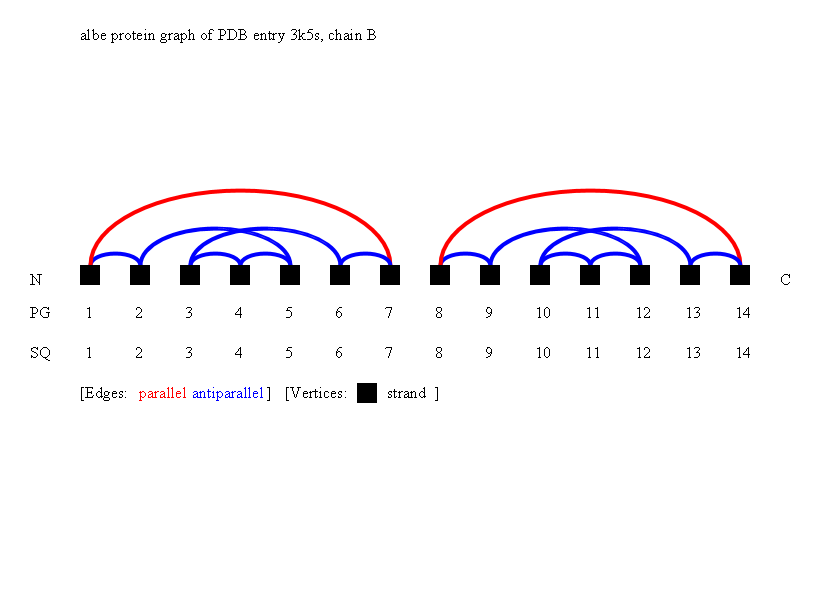 albe protein graph of PDB entry 3k5s, chain B
N C
PG 1 2 3 4 5 6 7 8 9 10 11 12 13 14
SQ 1 2 3 4 5 6 7 8 9 10 11 12 13 14
[Edges: parallel antiparallel] [Vertices: strand ]